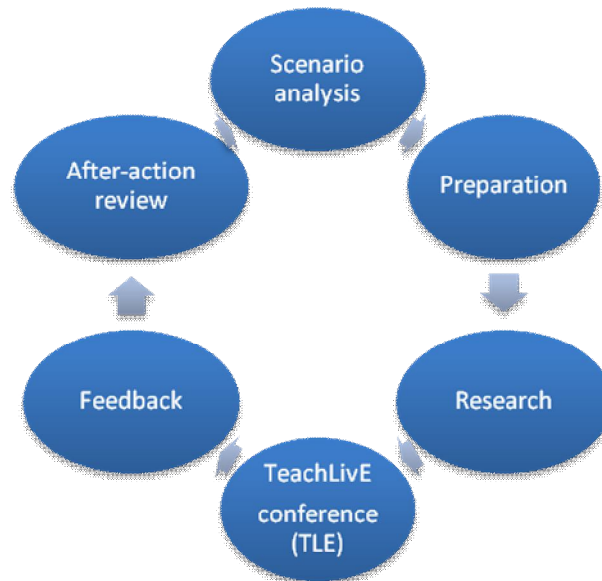 Scenario
analysis
Preparation
Research
TeachLivE
conference
(TLE)
Feedback
After-action
review